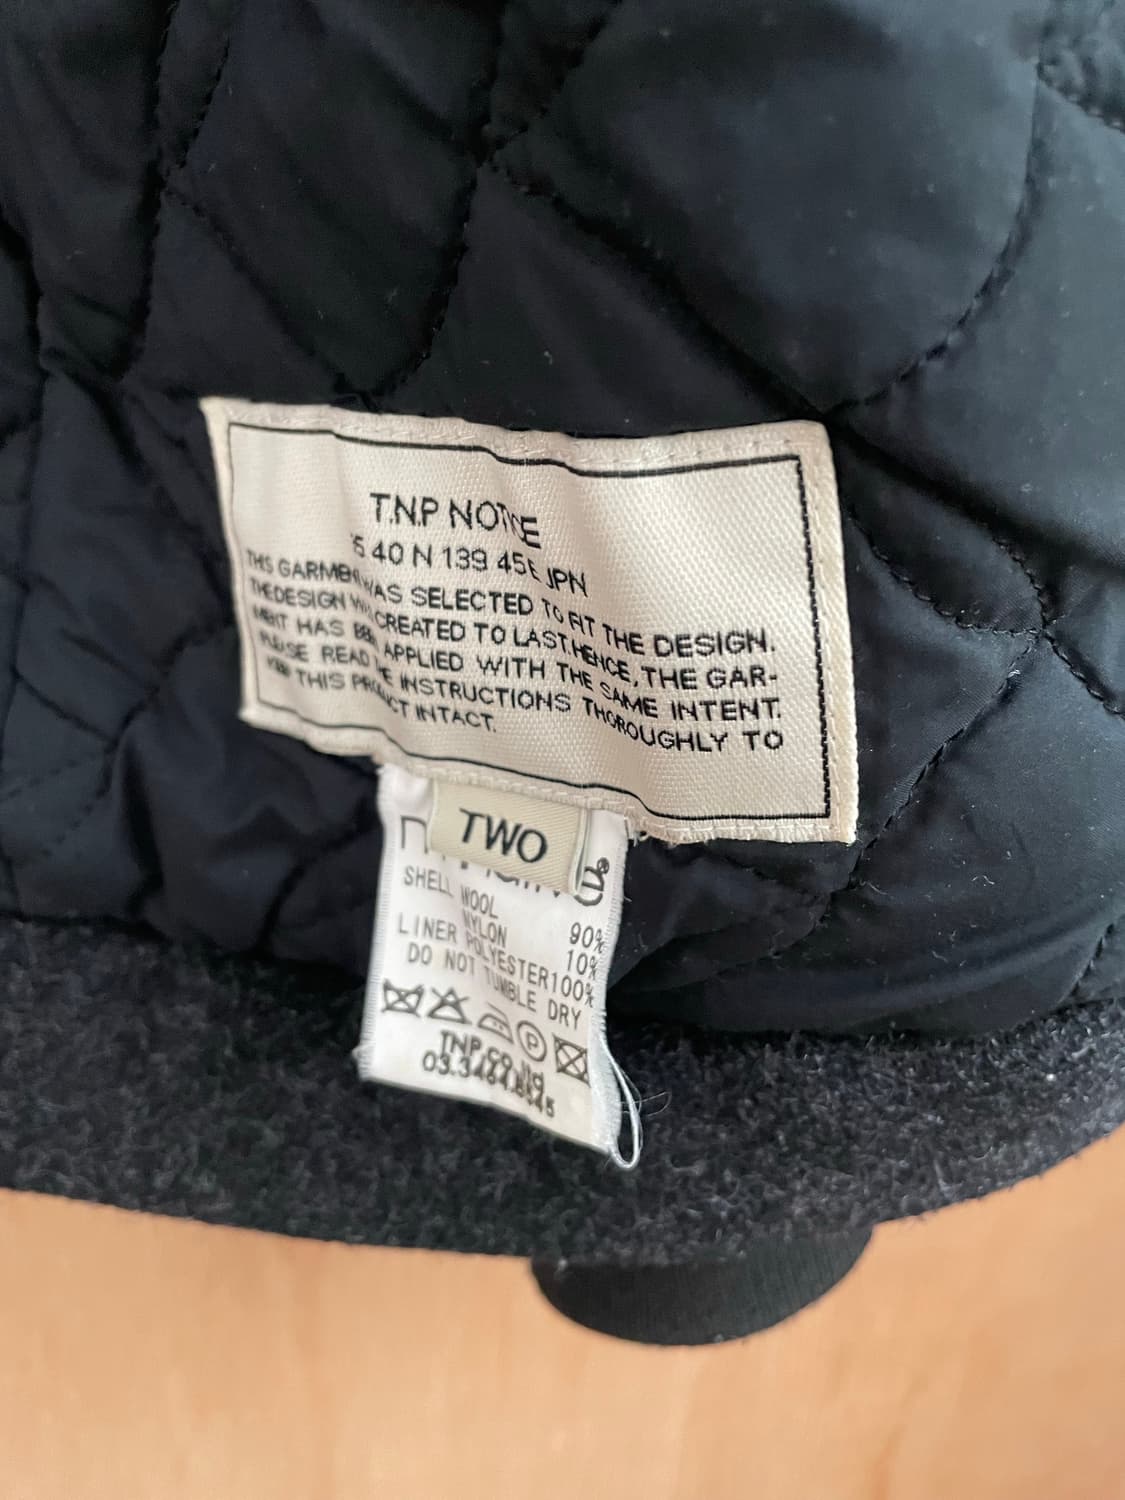 T.N.P NOTICE
40 N 139 45E JPN
THIS GARMENT WAS SELECTED TO FIT THE DESIGN.
THE DESIGN WAS CREATED TO LAST. HENCE, THE GAR-
MENT HAS BEEN APPLIED WITH THE SAME INTENT.
PLEASE READ THE INSTRUCTIONS THOROUGHLY TO
KEEP THIS PRODUCT INTACT.
TWO
SHELL WOOL 90%
NYLON 10%
LINER POLYESTER100%
DO NOT TUMBLE DRY
P
TNP CO.,ltd